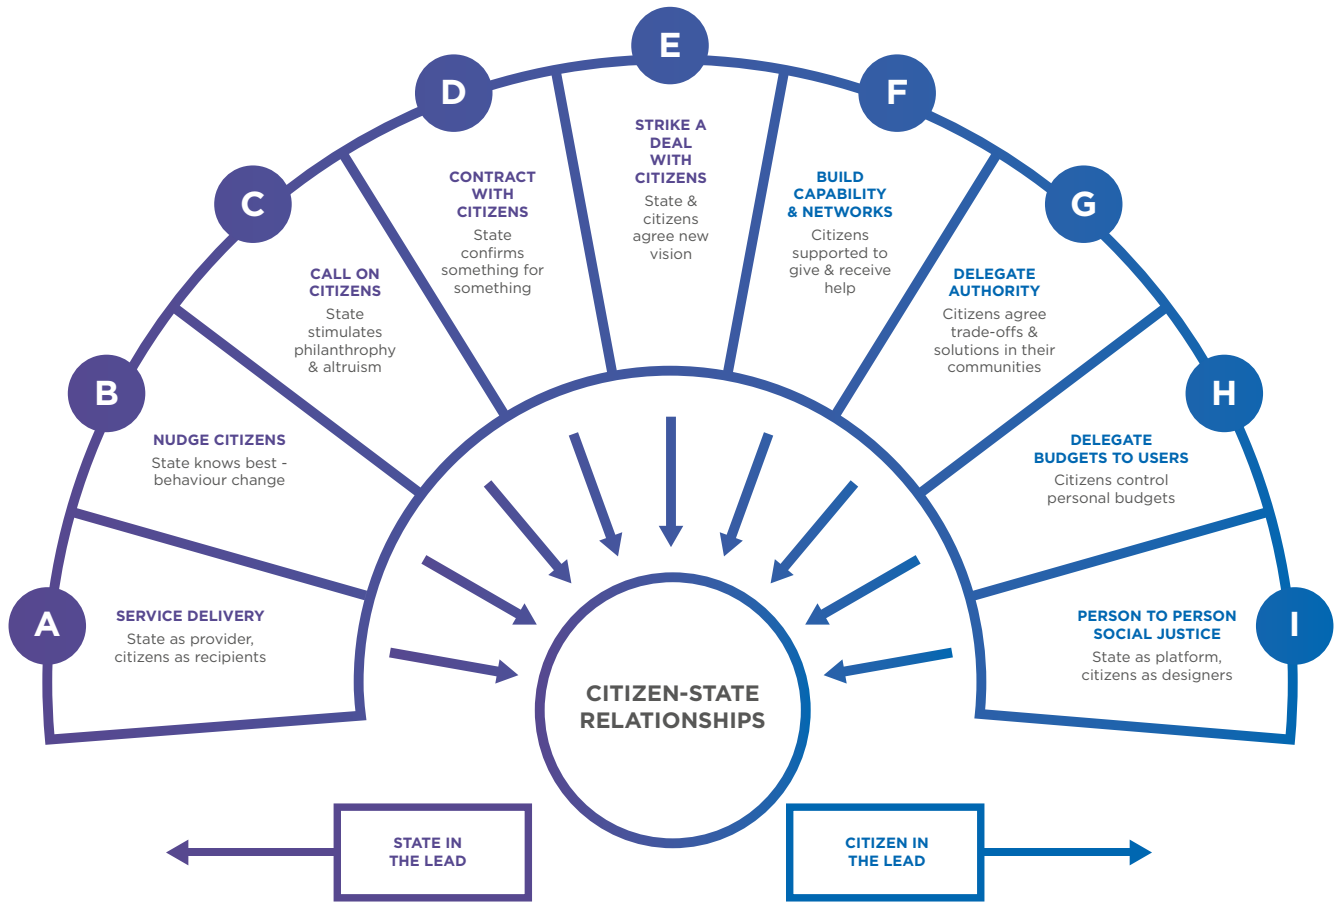 A
SERVICE DELIVERY
State as provider,
citizens as recipients
B
NUDGE CITIZENS
State knows best -
behaviour change
C
CALL ON
CITIZENS
State
stimulates
philanthropy
& altruism
D
CONTRACT
WITH
CITIZENS
State
confirms
something for
something
E
STRIKE A
DEAL
WITH
CITIZENS
State &
citizens
agree new
vision
F
BUILD
CAPABILITY
& NETWORKS
Citizens
supported to
give & receive
help
G
DELEGATE
AUTHORITY
Citizens agree
trade-offs &
solutions in their
communities
H
DELEGATE
BUDGETS TO USERS
Citizens control
personal budgets
I
PERSON TO PERSON
SOCIAL JUSTICE
State as platform,
citizens as designers
CITIZEN-STATE
RELATIONSHIPS
STATE IN
THE LEAD
CITIZEN IN
THE LEAD